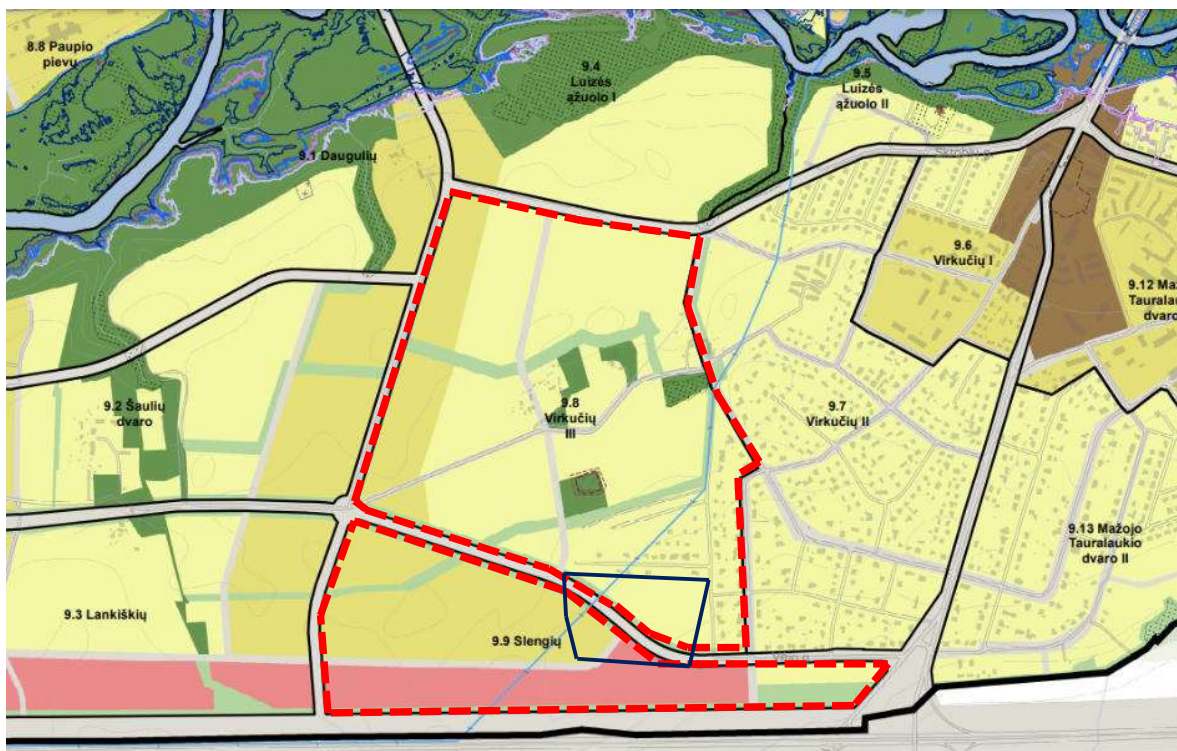 8.8 Paupio
pievų
9.4
Luizės
ąžuolo I
9.5
Luizės
ąžuolo II
9.1 Daugulių
9.6
Virkučių I
9.12 Ma
Tauralau
dvaro
9.2 Šaulių
dvaro
9.8
Virkučių
III
9.7
Virkučių II
9.13 Mažojo
Tauralaukio
dvaro II
9.3 Lankiškių
9.9 Slengių